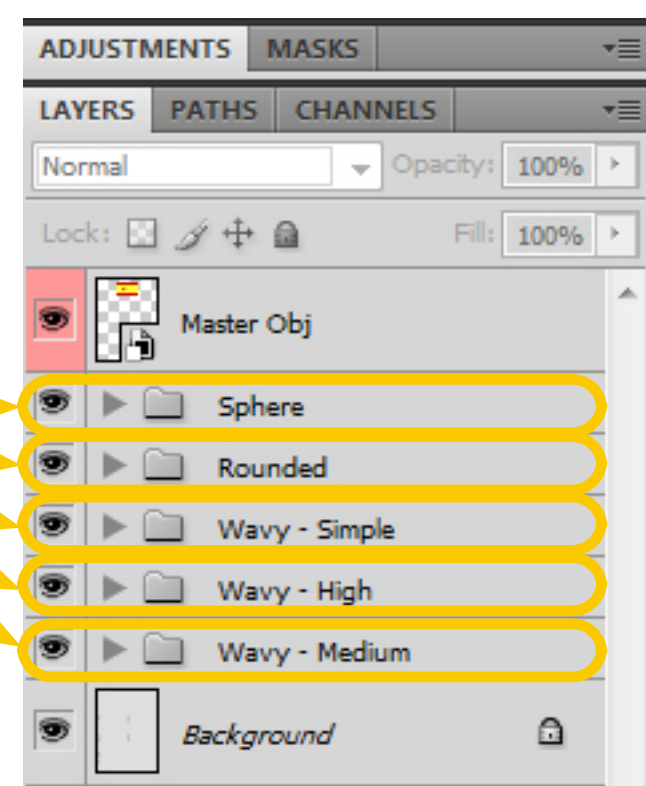 ADJUSTMENTS MASKS
LAYERS PATHS CHANNELS
Normal Opacity: 100%
Lock: Fill: 100%
Master Obj
Sphere
Rounded
Wavy - Simple
Wavy - High
Wavy - Medium
Background